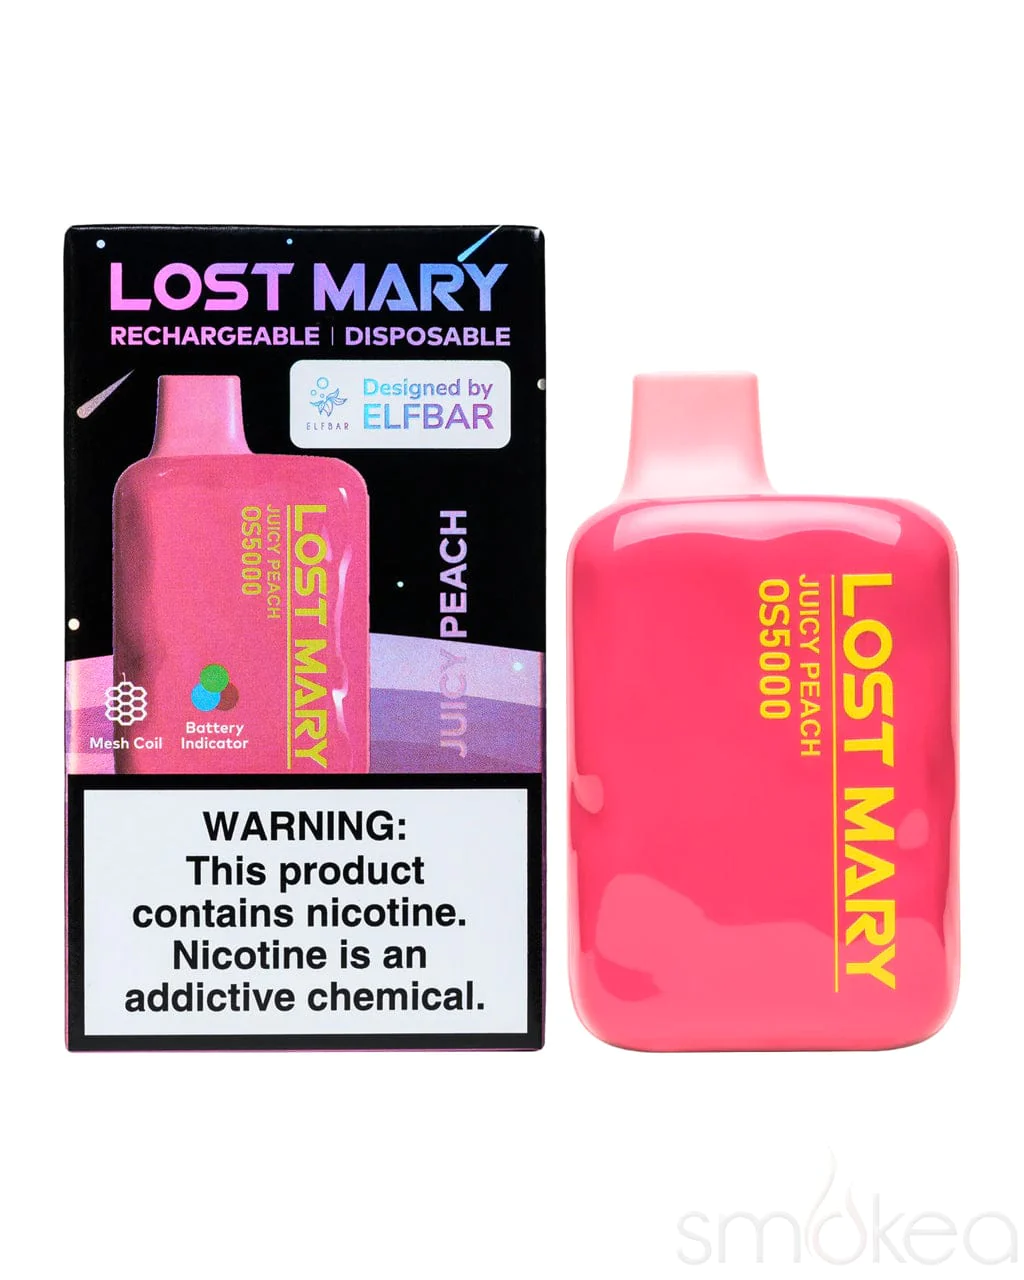 LOST MARY
RECHARGEABLE | DISPOSABLE
ELFBAR
Designed by
ELFBAR
LOST MARY
JUICY PEACH
OS5000
JUICY PEACH
Mesh Coil
Battery
Indicator
WARNING:
This product
contains nicotine.
Nicotine is an
addictive chemical.
LOST MARY
JUICY PEACH
OS5000
smokea